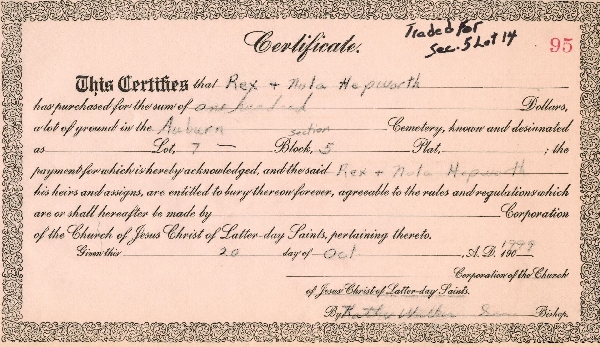 Traded For
Sec. 5 Lot 14
95
Certificate.
This Certifies that Rex + Nola Hepworth
has purchased for the sum of one hundred Dollars,
a lot of ground in the Auburn Cemetery, known and designated
section
as Lot, 7 — Block, 5 Plat, ; the
payment for which is hereby acknowledged, and the said Rex + Nola Hepworth
his heirs and assigns, are entitled to bury thereon forever, agreeable to the rules and regulations which
are or shall hereafter be made by Corporation
of the Church of Jesus Christ of Latter-day Saints, pertaining thereto.
Given this 20 day of Oct , A. D. 190 1999
Corporation of the Church
of Jesus Christ of Latter-day Saints.
By Bishop.